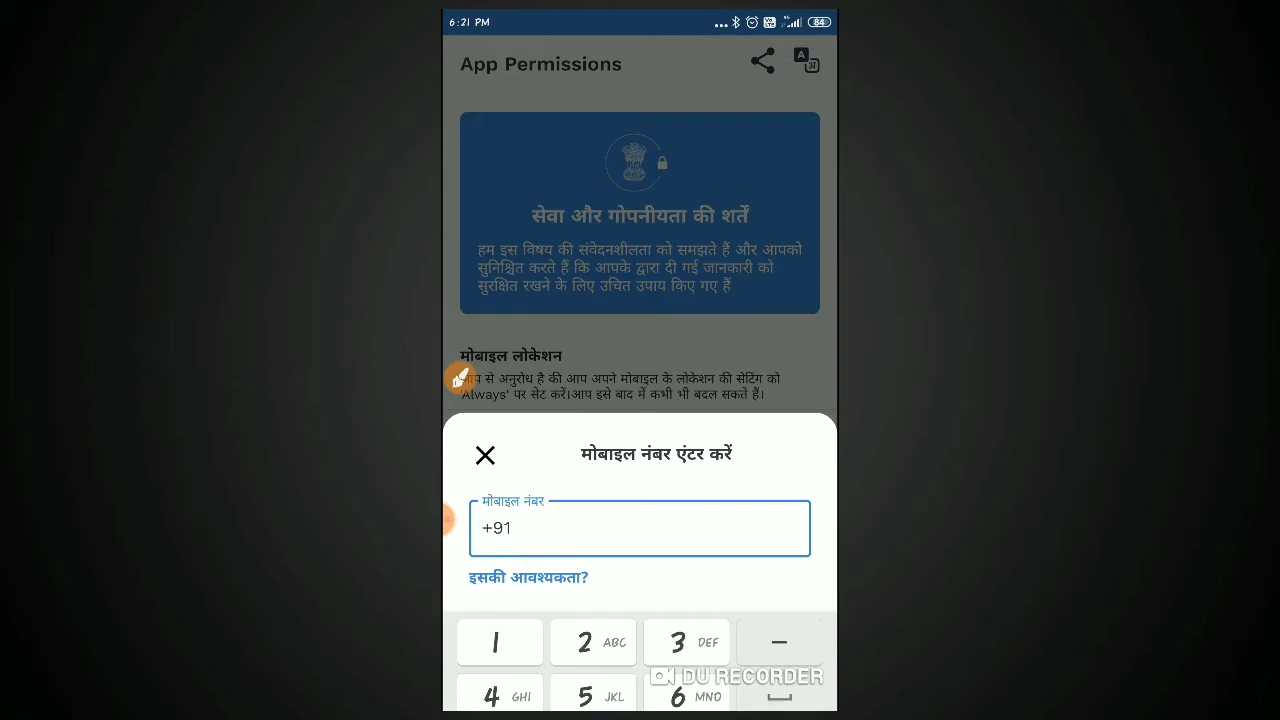 6:21 PM
84
App Permissions
सेवा और गोपनीयता की शर्तें
हम इस विषय की संवेदनशीलता को समझते हैं और आपको
सुनिश्चित करते हैं कि आपके द्वारा दी गई जानकारी को
सुरक्षित रखने के लिए उचित उपाय किए गए हैं
मोबाइल लोकेशन
आप से अनुरोध है की आप अपने मोबाइल के लोकेशन की सेटिंग को
'Always' पर सेट करें।आप इसे बाद में कभी भी बदल सकते हैं।
मोबाइल नंबर एंटर करें
मोबाइल नंबर
+91
इसकी आवश्यकता?
1 2 ABC 3 DEF –
DU RECORDER
4 GHI 5 JKL 6 MNO